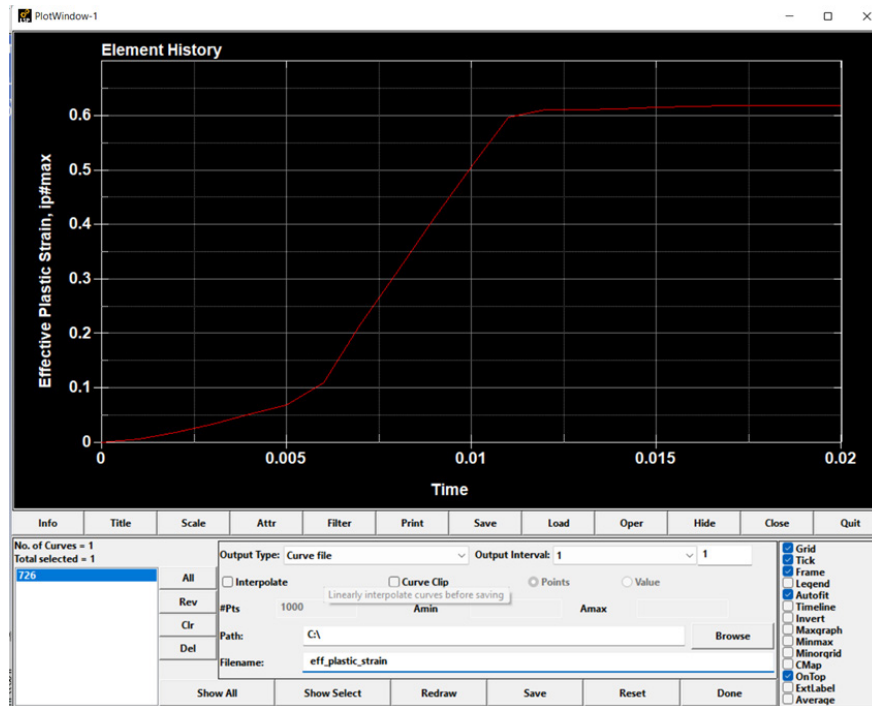 PlotWindow-1
Element History
Effective Plastic Strain, ip#max
0.6
0.5
0.4
0.3
0.2
0.1
0
0 0.005 0.01 0.015 0.02
Time
Info Title Scale Attr Filter Print Save Load Oper Hide Close Quit
No. of Curves = 1
Total selected = 1
726
All
Rev
Clr
Del
Output Type: Curve file Output Interval: 1 1
Interpolate Curve Clip Points Value
Linearly interpolate curves before saving
#Pts 1000 Amin Amax
Path: C:\ Browse
Filename: eff_plastic_strain
Show All Show Select Redraw Save Reset Done
Grid
Tick
Frame
Legend
Autofit
Timeline
Invert
Maxgraph
Minmax
Minorgrid
CMap
OnTop
ExtLabel
Average